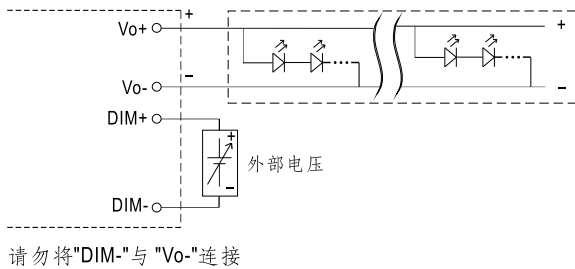 Vo+
+
+
Vo-
−
−
DIM+
+
外部电压
−
DIM-
请勿将"DIM-"与 "Vo-"连接